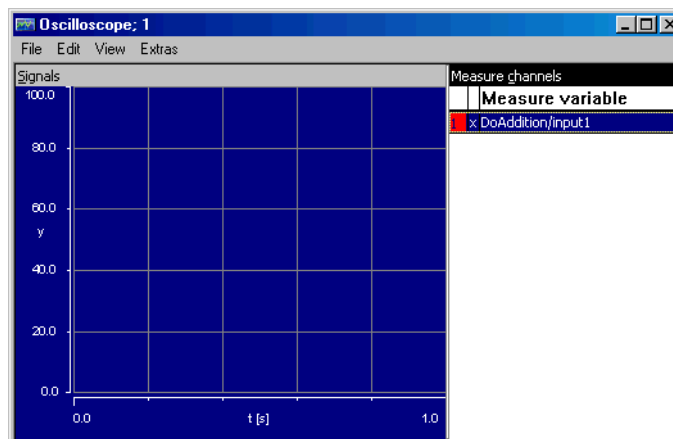 Oscilloscope; 1
File Edit View Extras
Signals
100.0
80.0
60.0
y
40.0
20.0
0.0
0.0 t [s] 1.0
Measure channels
Measure variable
1 x DoAddition/input1